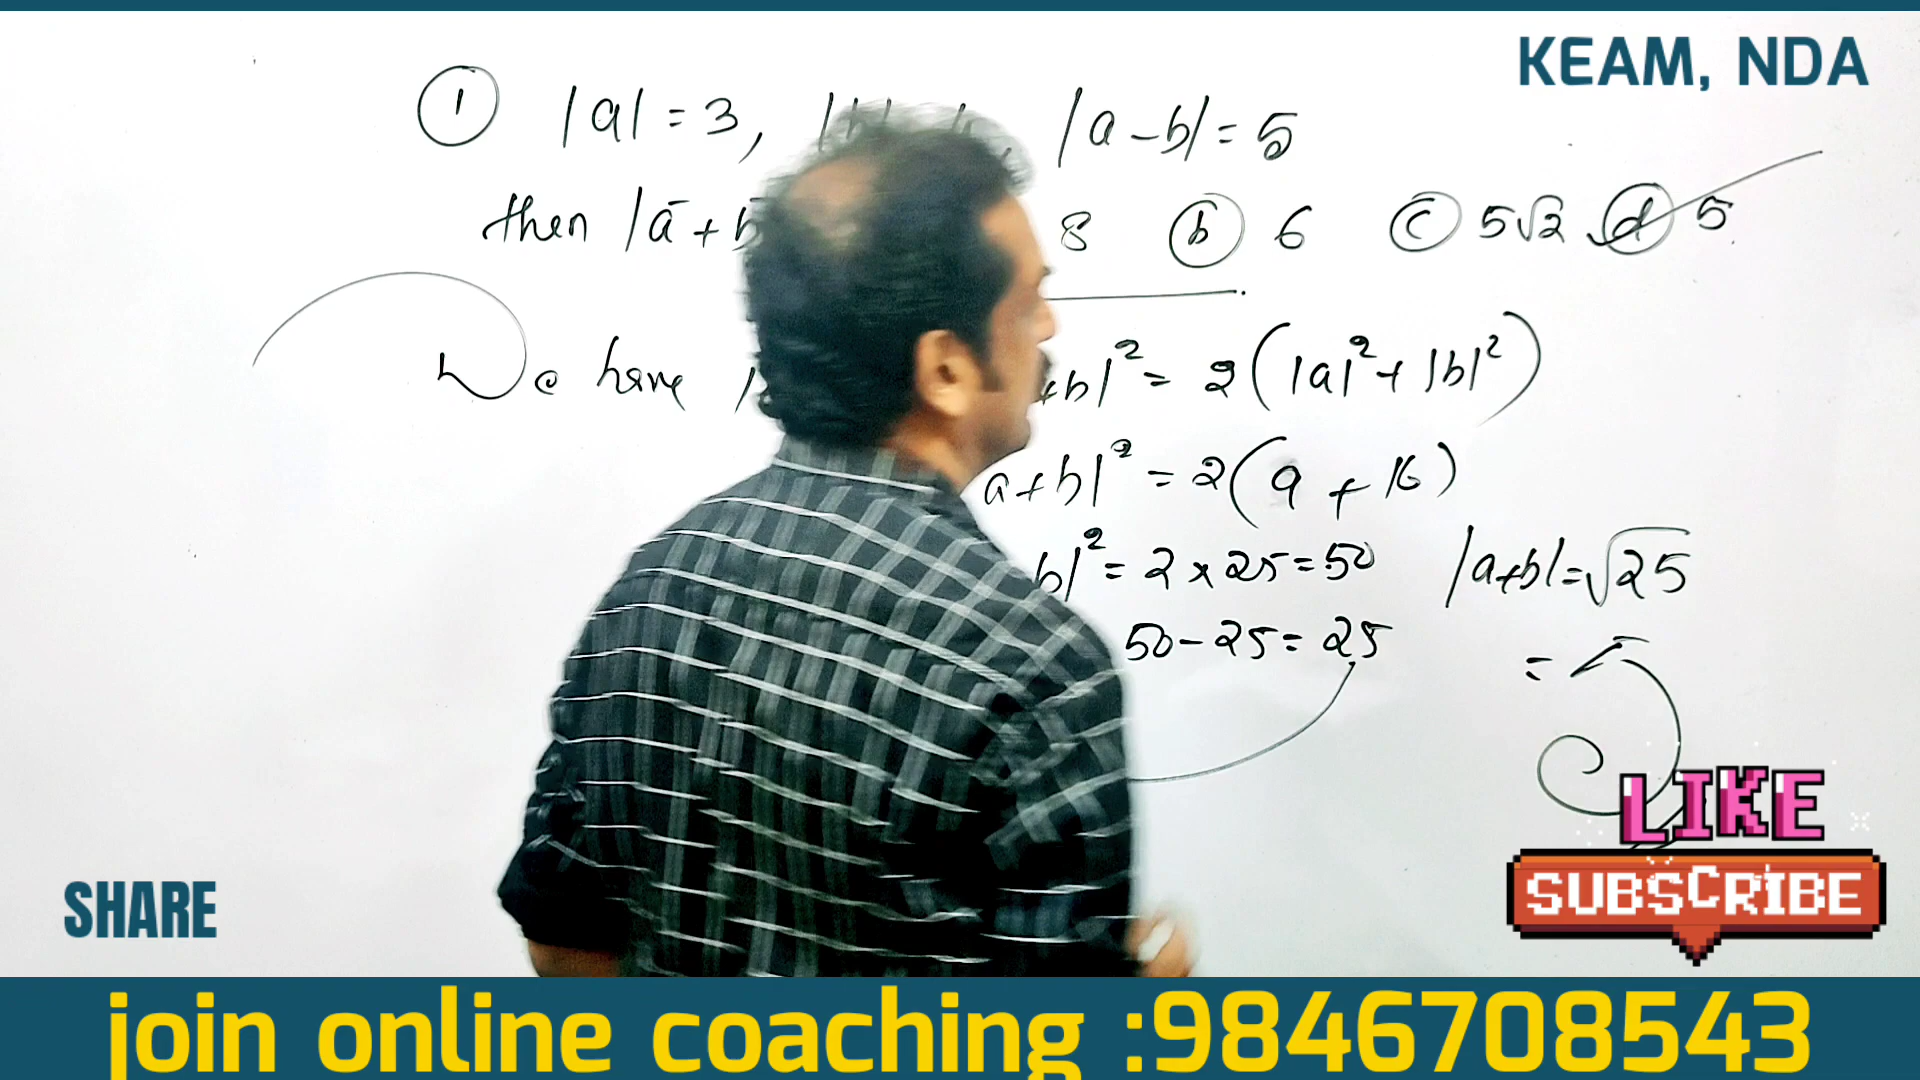 KEAM, NDA
① |a| = 3, |a - b| = 5
then |a̅ + b 8 ⓑ 6 ⓒ 5√2 ⓓ 5
We have | +b|² = 2(|a|² + |b|²)
a+b|² = 2(9 + 16)
b|² = 2 × 25 = 50 |a+b| = √25
50 - 25 = 25
= 5
LIKE
SUBSCRIBE
SHARE
join online coaching :9846708543